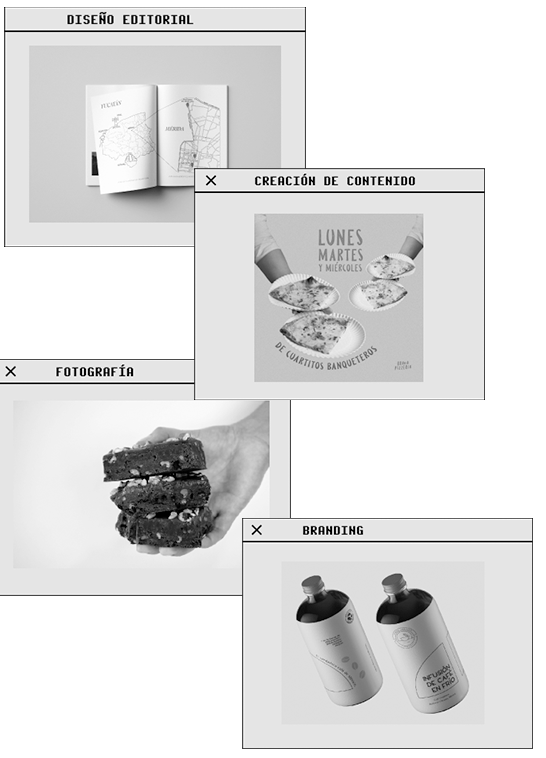 DISEÑO EDITORIAL
YUCATÁN
CREACIÓN DE CONTENIDO
LUNES
MARTES
Y MIÉRCOLES
DE CUARTITOS BANQUETEROS
FOTOGRAFÍA
BRANDING
INFUSIÓN
DE CAFÉ
EN FRÍO